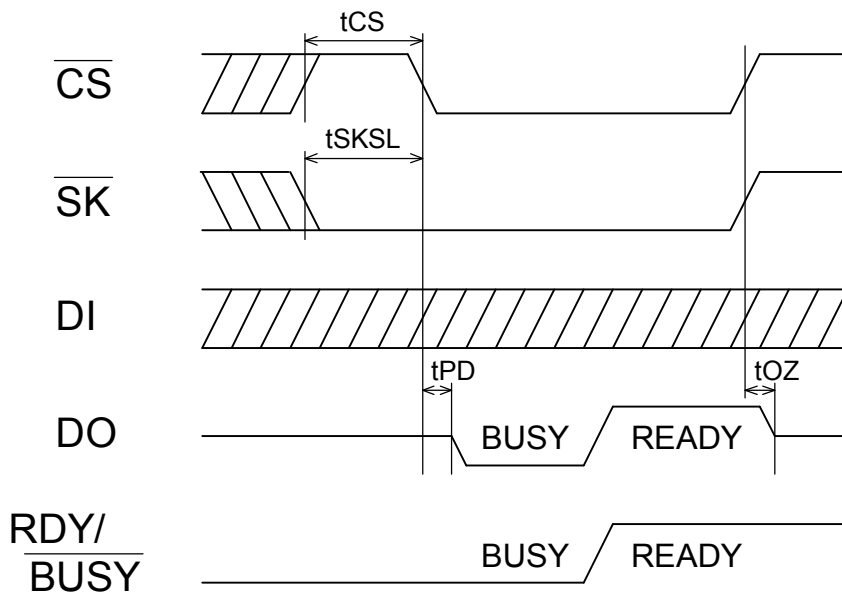 tCS
CS
tSKSL
SK
DI
tPD
tOZ
DO
BUSY READY
RDY/
BUSY
BUSY READY